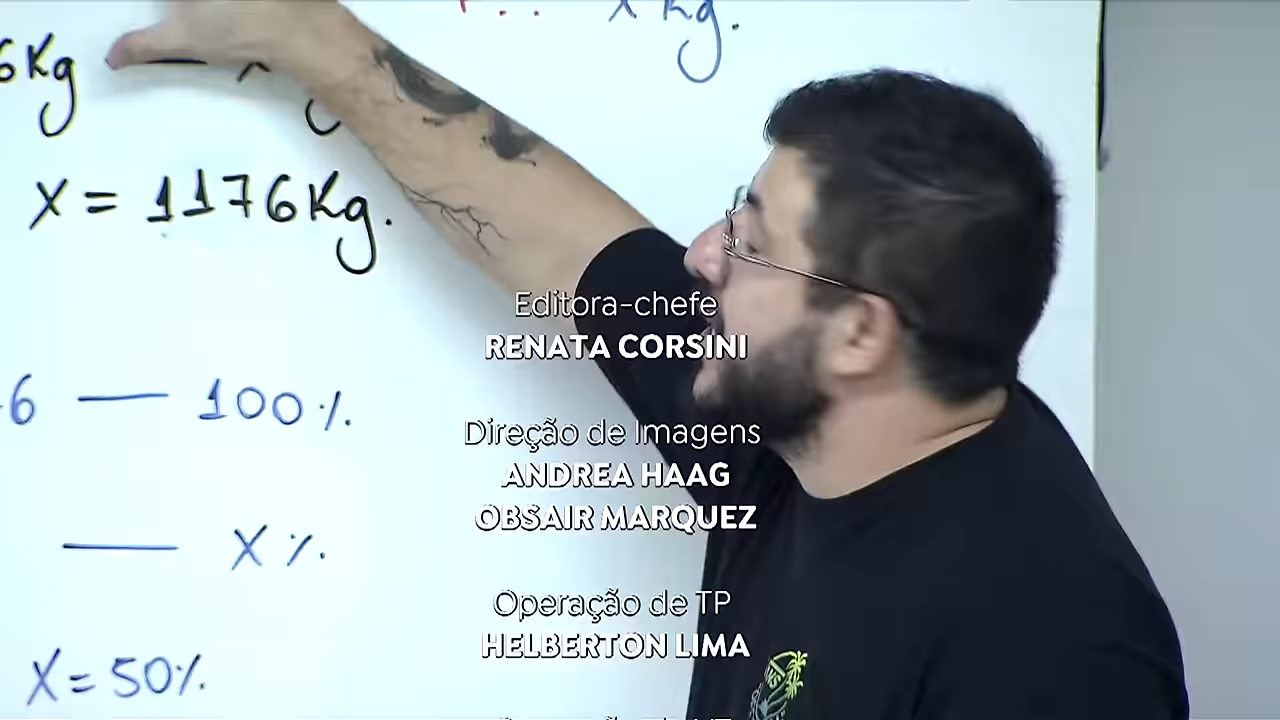 x Kg.
6Kg
X = 1176Kg.
6 — 100%.
— X%.
X = 50%.
Editora-chefe
RENATA CORSINI
Direção de Imagens
ANDREA HAAG
OBSAIR MARQUEZ
Operação de TP
HELBERTON LIMA